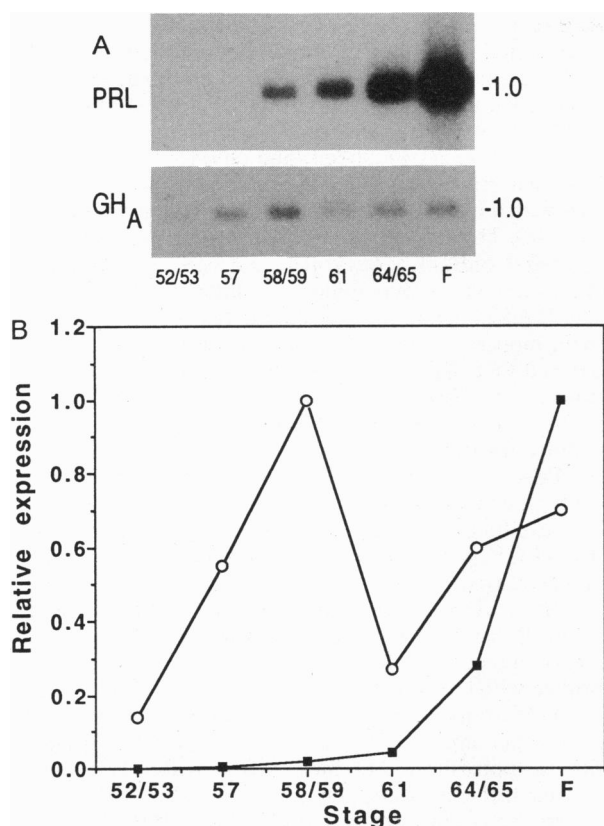 A
PRL
-1.0
GHA
-1.0
52/53 57 58/59 61 64/65 F
B
Relative expression
1.2
1.0
0.8
0.6
0.4
0.2
0.0
52/53 57 58/59 61 64/65 F
Stage